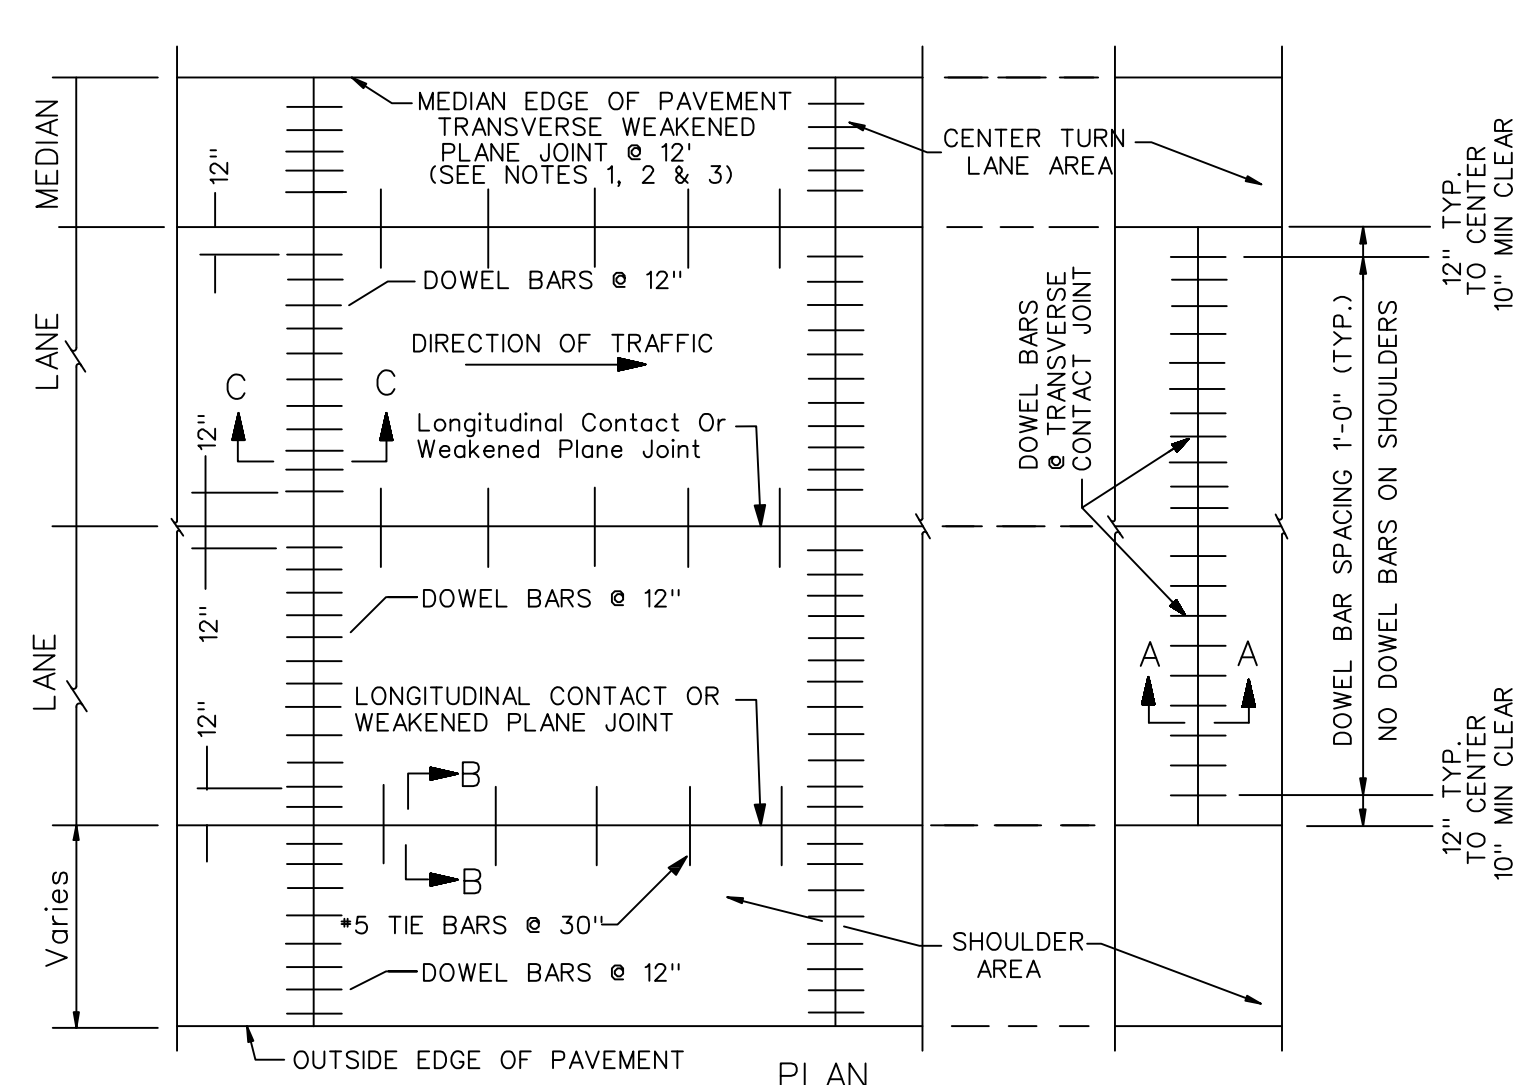 MEDIAN EDGE OF PAVEMENT
TRANSVERSE WEAKENED
PLANE JOINT @ 12'
(SEE NOTES 1, 2 & 3)
MEDIAN
12"
CENTER TURN
LANE AREA
12" TYP.
TO CENTER
10" MIN CLEAR
DOWEL BARS @ 12"
DIRECTION OF TRAFFIC
LANE
C
C
12"
Longitudinal Contact Or
Weakened Plane Joint
DOWEL BARS
@ TRANSVERSE
CONTACT JOINT
DOWEL BAR SPACING 1'-0" (TYP.)
NO DOWEL BARS ON SHOULDERS
DOWEL BARS @ 12"
12"
LANE
A
A
LONGITUDINAL CONTACT OR
WEAKENED PLANE JOINT
12"
B
B
12" TYP.
TO CENTER
10" MIN CLEAR
Varies
#5 TIE BARS @ 30"
DOWEL BARS @ 12"
SHOULDER
AREA
OUTSIDE EDGE OF PAVEMENT
PLAN